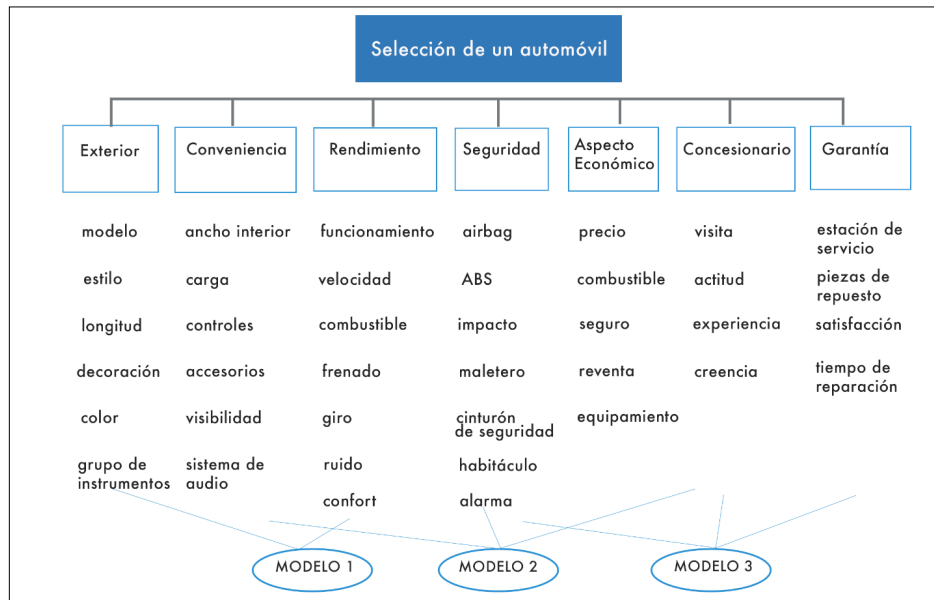 Selección de un automóvil
Exterior
Conveniencia
Rendimiento
Seguridad
Aspecto
Económico
Concesionario
Garantía
modelo
estilo
longitud
decoración
color
grupo de
instrumentos
ancho interior
carga
controles
accesorios
visibilidad
sistema de
audio
funcionamiento
velocidad
combustible
frenado
giro
ruido
confort
airbag
ABS
impacto
maletero
cinturón
de seguridad
habitáculo
alarma
precio
combustible
seguro
reventa
equipamiento
visita
actitud
experiencia
creencia
estación de
servicio
piezas de
repuesto
satisfacción
tiempo de
reparación
MODELO 1
MODELO 2
MODELO 3